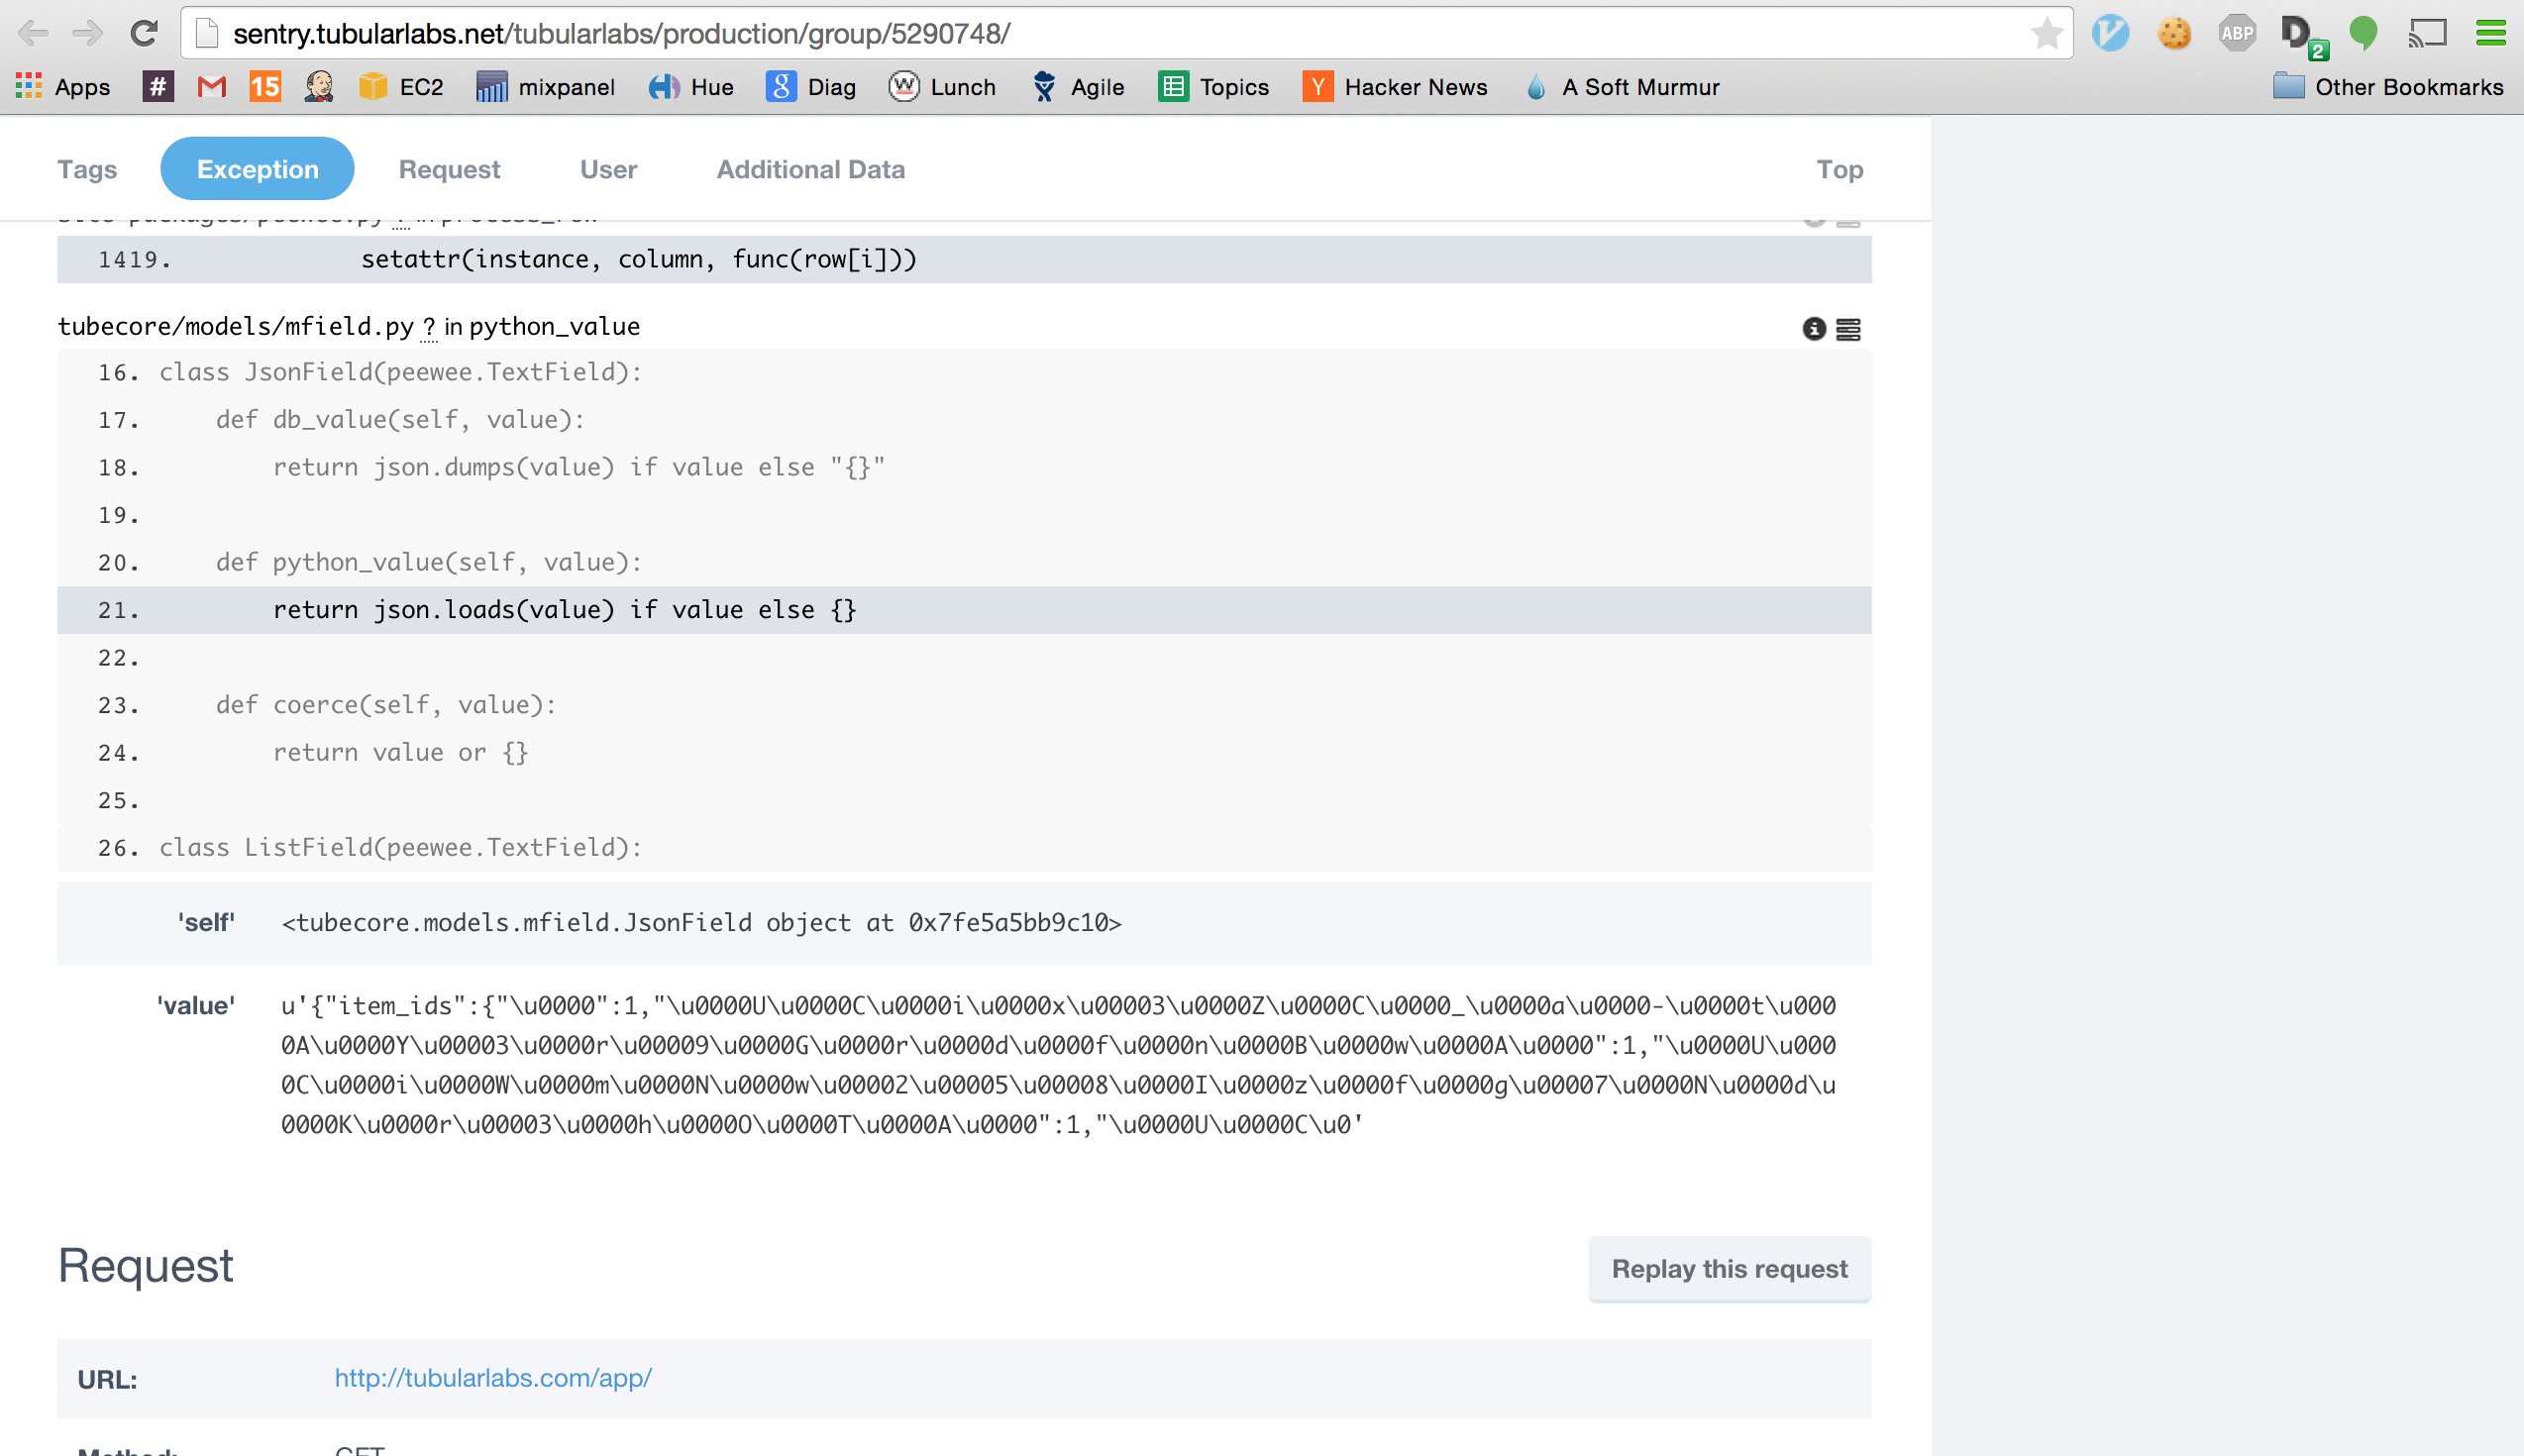 sentry.tubularlabs.net/tubularlabs/production/group/5290748/
ABP
D 2
Apps # 15 EC2 mixpanel Hue Diag Lunch Agile Topics Hacker News A Soft Murmur Other Bookmarks
Tags Exception Request User Additional Data Top
1419. setattr(instance, column, func(row[i]))
tubecore/models/mfield.py ? in python_value
16. class JsonField(peewee.TextField):
17. def db_value(self, value):
18. return json.dumps(value) if value else "{}"
19.
20. def python_value(self, value):
21. return json.loads(value) if value else {}
22.
23. def coerce(self, value):
24. return value or {}
25.
26. class ListField(peewee.TextField):
'self' <tubecore.models.mfield.JsonField object at 0x7fe5a5bb9c10>
'value' u'{"item_ids":{"\u0000":1,"\u0000U\u0000C\u0000i\u0000x\u00003\u0000Z\u0000C\u0000_\u0000a\u0000-\u0000t\u000
0A\u0000Y\u00003\u0000r\u00009\u0000G\u0000r\u0000d\u0000f\u0000n\u0000B\u0000w\u0000A\u0000":1,"\u0000U\u000
0C\u0000i\u0000W\u0000m\u0000N\u0000w\u00002\u00005\u00008\u0000I\u0000z\u0000f\u0000g\u00007\u0000N\u0000d\u
0000K\u0000r\u00003\u0000h\u0000O\u0000T\u0000A\u0000":1,"\u0000U\u0000C\u0'
Request
Replay this request
URL: http://tubularlabs.com/app/